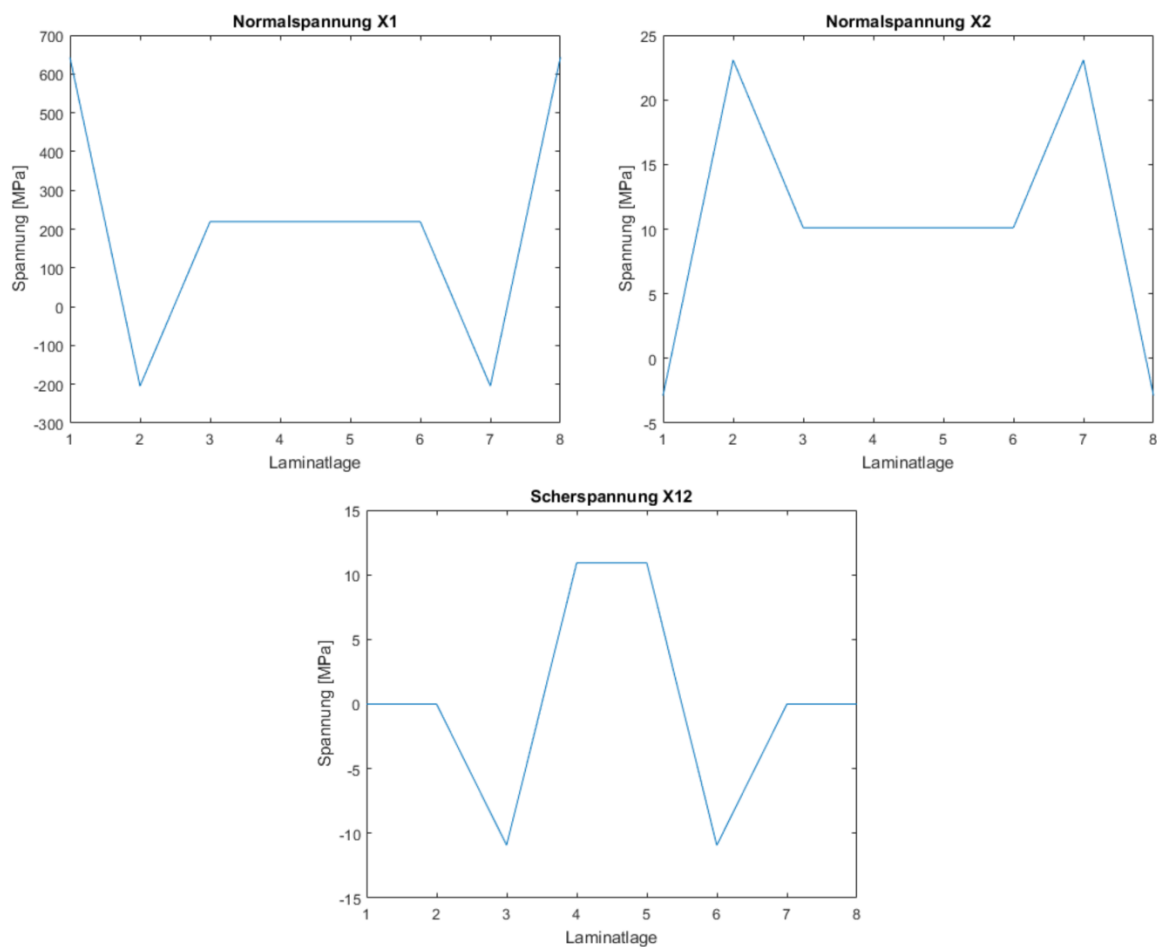 Normalspannung X1
700
600
500
400
300
200
100
0
-100
-200
-300
Spannung [MPa]
1 2 3 4 5 6 7 8
Laminatlage
Normalspannung X2
25
20
15
10
5
0
-5
Spannung [MPa]
1 2 3 4 5 6 7 8
Laminatlage
Scherspannung X12
15
10
5
0
-5
-10
-15
Spannung [MPa]
1 2 3 4 5 6 7 8
Laminatlage